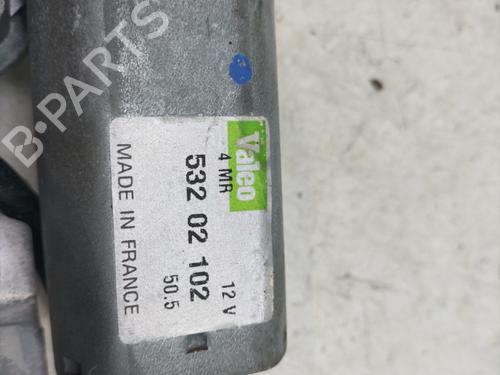 B-PARTS
Valeo
4 MR 12 V
532 02 102
50.5
MADE IN FRANCE